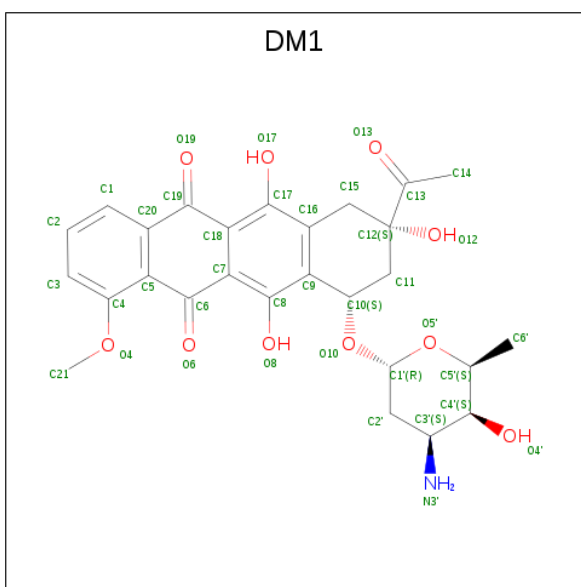 DM1
O19
O
O17
HO
O13
O
C14
C1
C19
C17
C15
C13
C2
C20
C18
C16
C12(S)
OH
O12
C3
C5
C7
C9
C11
C4
C6
C8
C10(S)
O
O4
O
O6
OH
O8
O
O10
O5'
O
C6'
C21
C1'(R)
C5'(S)
C4'(S)
C2'
C3'(S)
OH
O4'
NH2
N3'